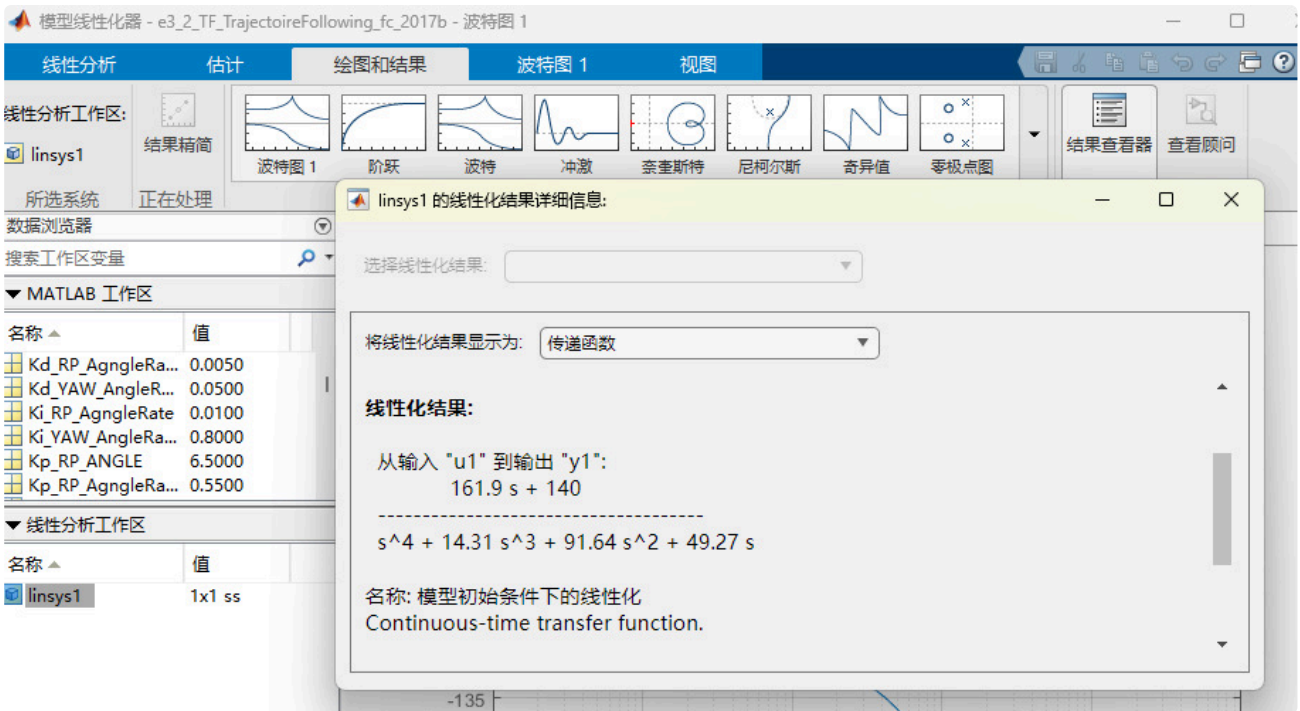 模型线性化器 - e3_2_TF_TrajectoireFollowing_fc_2017b - 波特图 1
线性分析 估计 绘图和结果 波特图 1 视图
线性分析工作区:
linsys1
结果精简
波特图 1 阶跃 波特 冲激 奈奎斯特 尼柯尔斯 奇异值 零极点图
结果查看器 查看顾问
所选系统 正在处理
数据浏览器
搜索工作区变量
MATLAB 工作区
名称 值
Kd_RP_AgngleRa... 0.0050
Kd_YAW_AngleR... 0.0500
Ki_RP_AgngleRate 0.0100
Ki_YAW_AngleRa... 0.8000
Kp_RP_ANGLE 6.5000
Kp_RP_AgngleRa... 0.5500
线性分析工作区
名称 值
linsys1 1x1 ss
linsys1 的线性化结果详细信息:
选择线性化结果:
将线性化结果显示为: 传递函数
线性化结果:
从输入 "u1" 到输出 "y1":
161.9 s + 140
-------------------------------------
s^4 + 14.31 s^3 + 91.64 s^2 + 49.27 s
名称: 模型初始条件下的线性化
Continuous-time transfer function.
-135